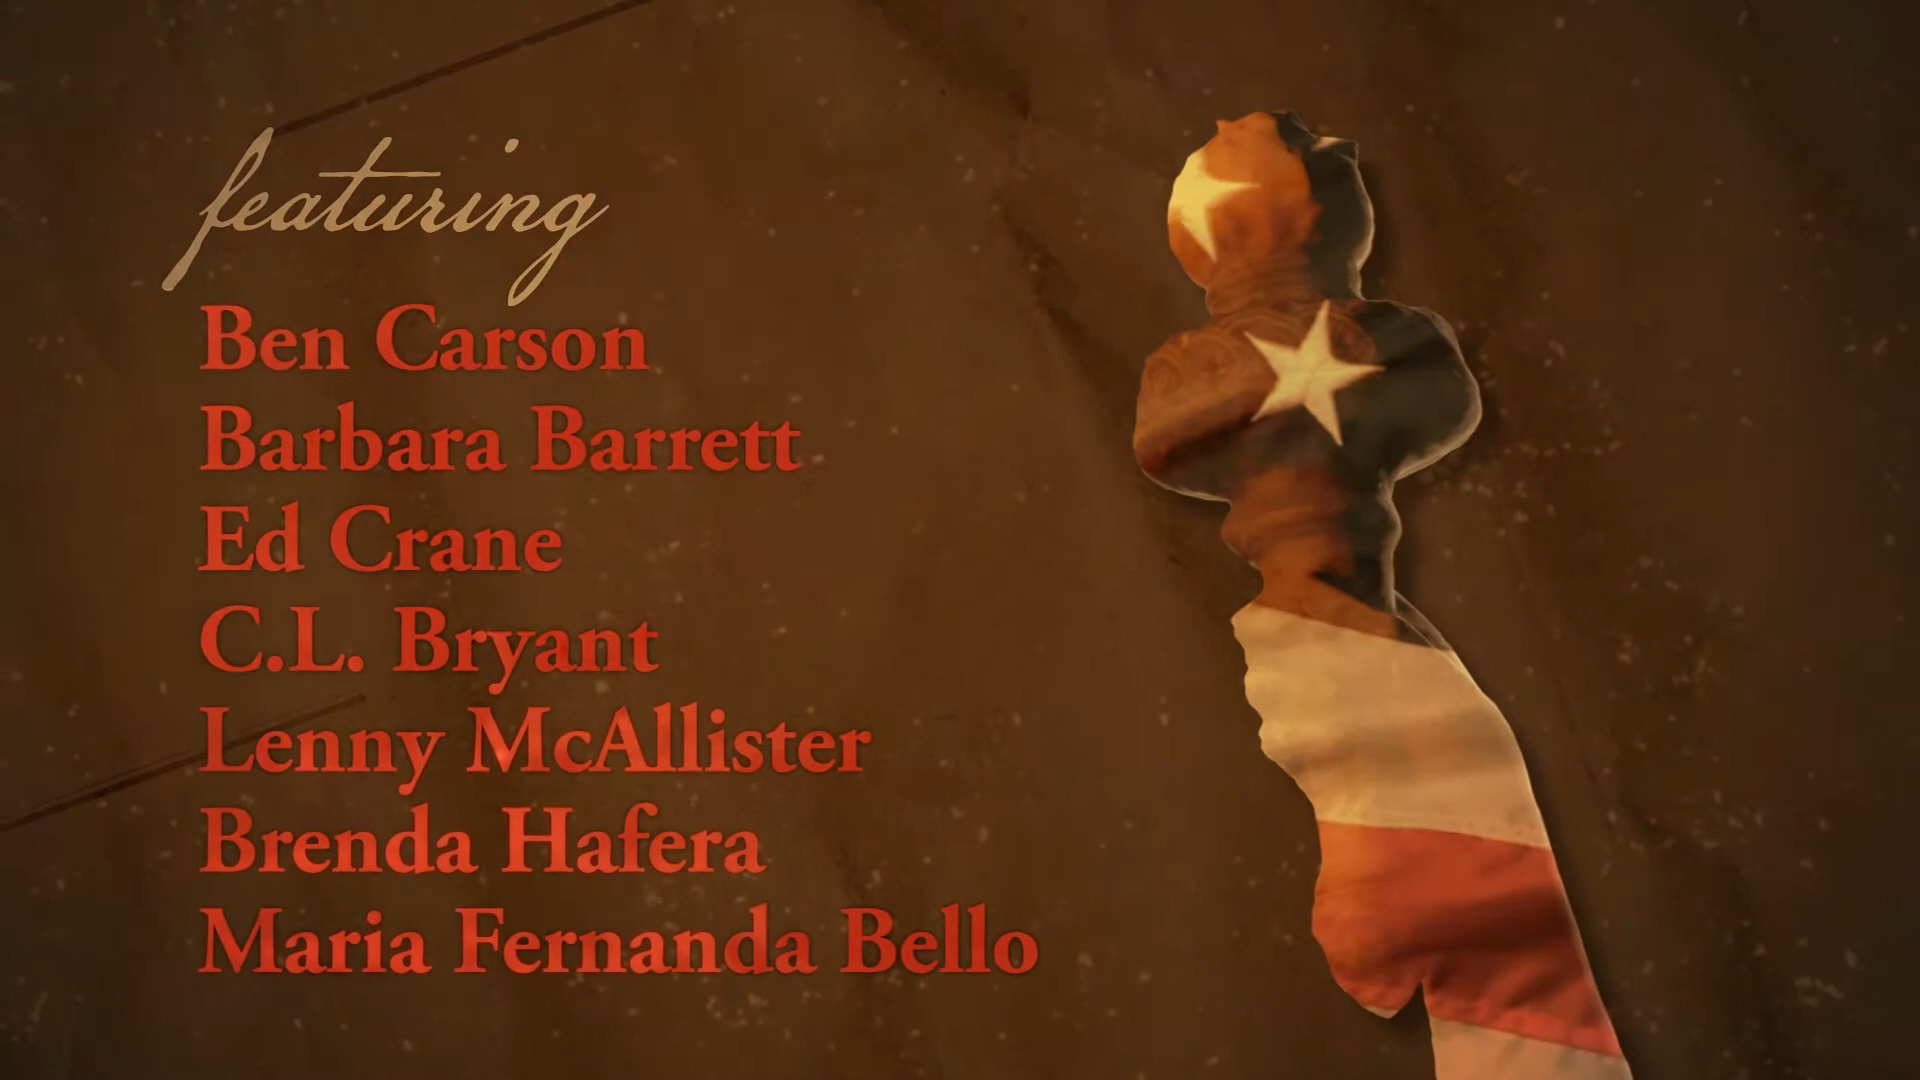 featuring
Ben Carson
Barbara Barrett
Ed Crane
C.L. Bryant
Lenny McAllister
Brenda Hafera
Maria Fernanda Bello